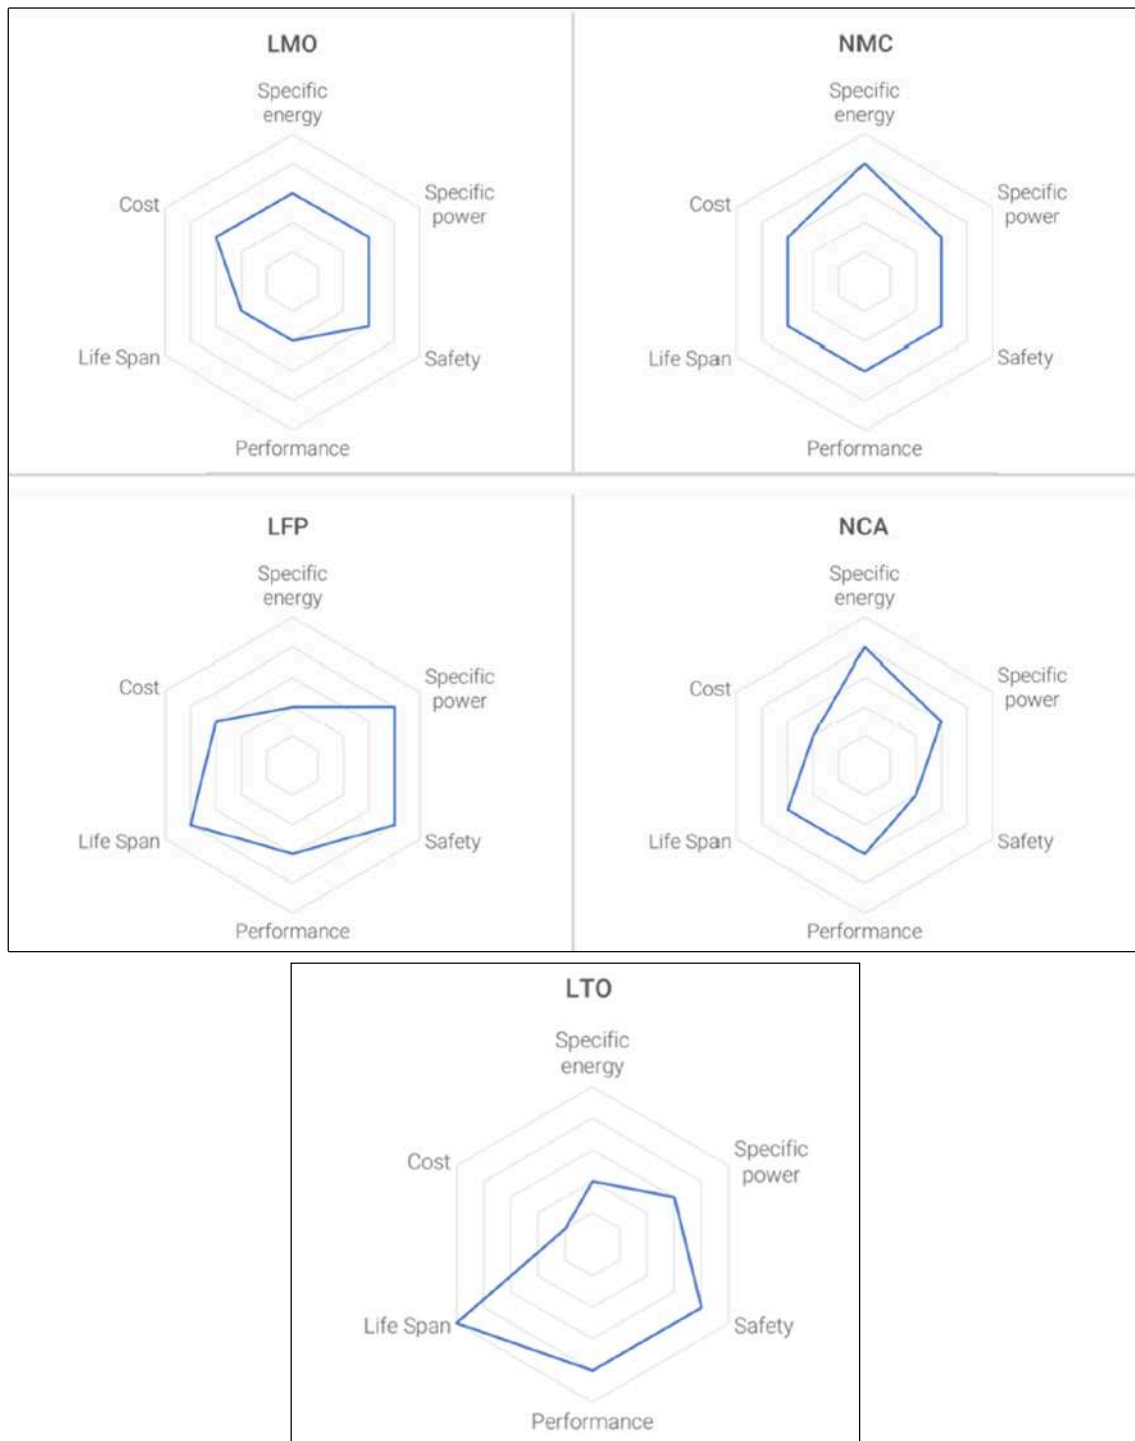 LMO
Specific
energy
Cost
Specific
power
Life Span
Safety
Performance
NMC
Specific
energy
Cost
Specific
power
Life Span
Safety
Performance
LFP
Specific
energy
Cost
Specific
power
Life Span
Safety
Performance
NCA
Specific
energy
Cost
Specific
power
Life Span
Safety
Performance
LTO
Specific
energy
Cost
Specific
power
Life Span
Safety
Performance